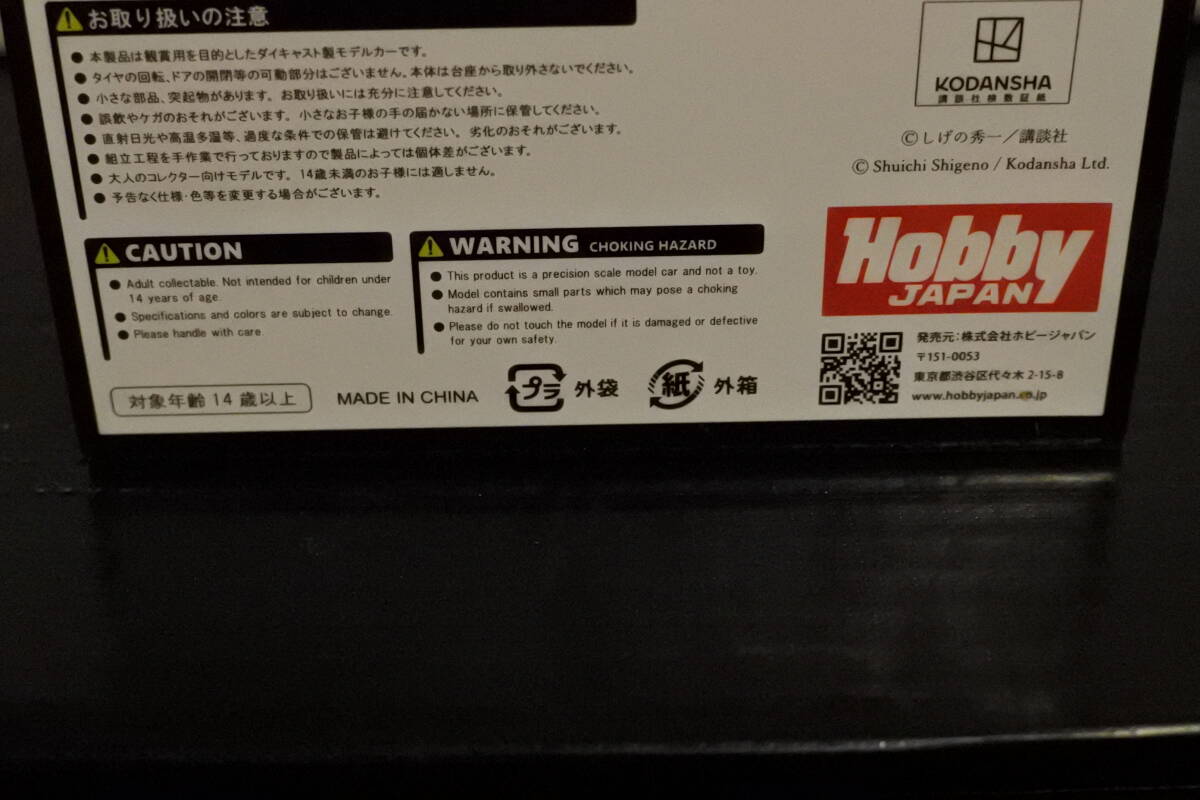 お取り扱いの注意
● 本製品は観賞用を目的としたダイキャスト製モデルカーです。
● タイヤの回転、ドアの開閉等の可動部分はございません。本体は台座から取り外さないでください。
● 小さな部品、突起物があります。お取り扱いには充分に注意してください。
● 誤飲やケガのおそれがございます。小さなお子様の手の届かない場所に保管してください。
● 直射日光や高温多湿等、過度な条件での保管は避けてください。劣化のおそれがございます。
● 組立工程を手作業で行っておりますので製品によっては個体差がございます。
● 大人のコレクター向けモデルです。14歳未満のお子様には適しません。
● 予告なく仕様・色等を変更する場合がございます。
CAUTION
● Adult collectable. Not intended for children under
14 years of age.
● Specifications and colors are subject to change.
● Please handle with care.
WARNING CHOKING HAZARD
● This product is a precision scale model car and not a toy.
● Model contains small parts which may pose a choking
hazard if swallowed.
● Please do not touch the model if it is damaged or defective
for your own safety.
対象年齢14歳以上
MADE IN CHINA
プラ 外袋
紙 外箱
KODANSHA
講談社検数証紙
©しげの秀一／講談社
© Shuichi Shigeno / Kodansha Ltd.
Hobby
JAPAN
発売元：株式会社ホビージャパン
〒151-0053
東京都渋谷区代々木 2-15-8
www.hobbyjapan.co.jp